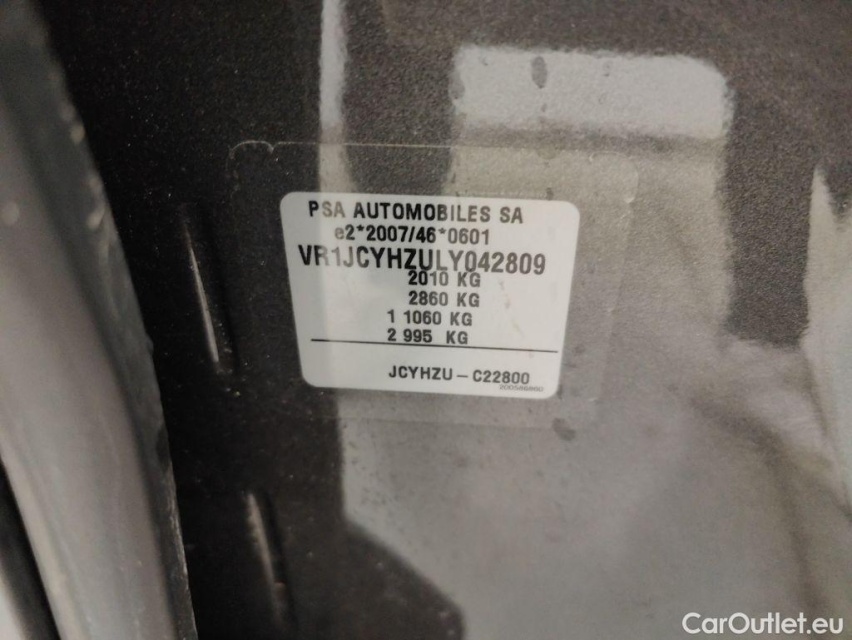 PSA AUTOMOBILES SA
e2*2007/46*0601
VR1JCYHZULY042809
2010 KG
2860 KG
1 1060 KG
2 995 KG
JCYHZU - C22800
CarOutlet.eu